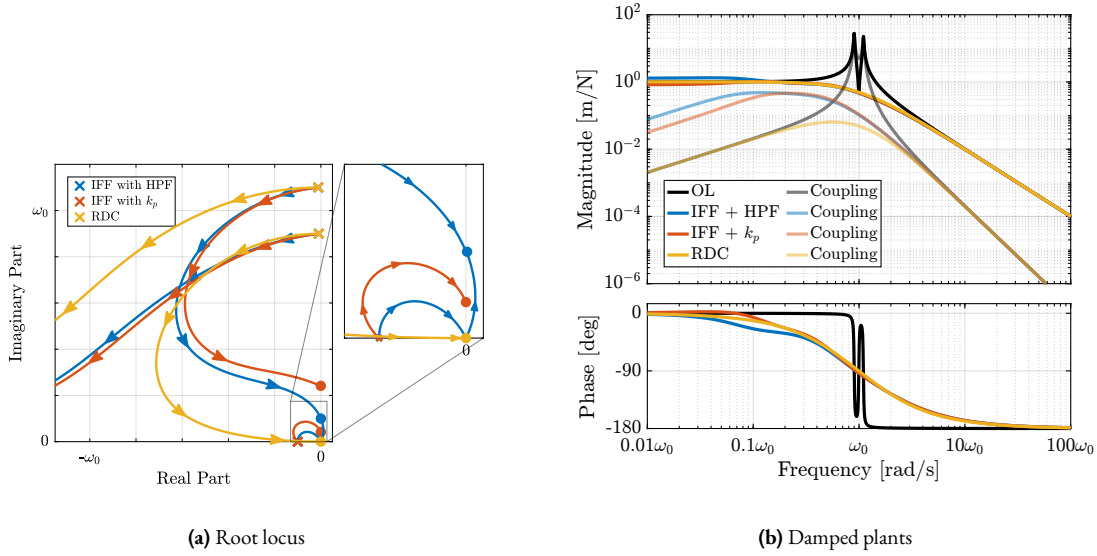 IFF with HPF
IFF with kp
RDC
ω0
0
-ω0
0
0
Imaginary Part
Real Part
(a) Root locus
10^2
10^0
10^-2
10^-4
10^-6
Magnitude [m/N]
OL
IFF + HPF
IFF + kp
RDC
Coupling
Coupling
Coupling
Coupling
0
-90
-180
Phase [deg]
0.01ω0
0.1ω0
ω0
10ω0
100ω0
Frequency [rad/s]
(b) Damped plants